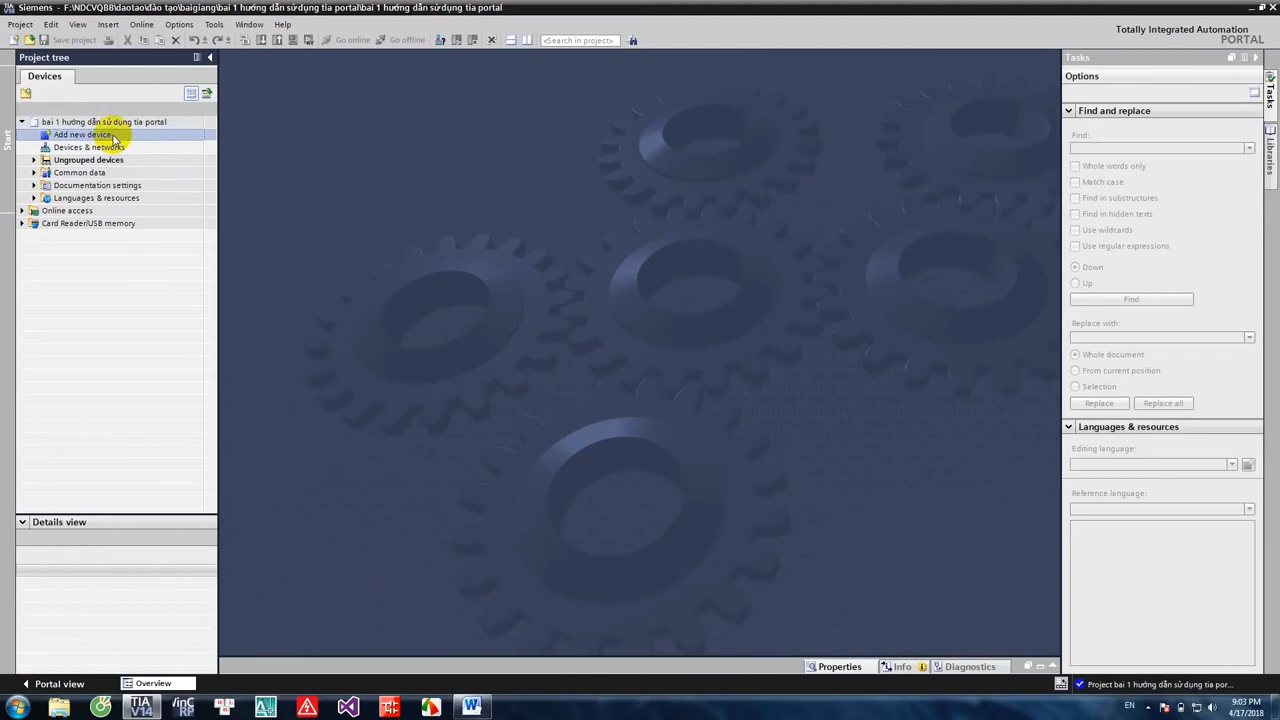 Siemens - F:\NDCVQBB\daotao\đào tạo\baigiang\bai 1 hướng dẫn sử dụng tia portal\bai 1 hướng dẫn sử dụng tia portal
Project Edit View Insert Online Options Tools Window Help
Save project
Go online
Go offline
<Search in project>
Totally Integrated Automation
PORTAL
Project tree
Devices
bai 1 hướng dẫn sử dụng tia portal
Add new device
Devices & networks
Ungrouped devices
Common data
Documentation settings
Languages & resources
Online access
Card Reader/USB memory
Start
Details view
Tasks
Options
Find and replace
Find:
Whole words only
Match case
Find in substructures
Find in hidden texts
Use wildcards
Use regular expressions
Down
Up
Find
Replace with:
Whole document
From current position
Selection
Replace
Replace all
Languages & resources
Editing language:
Reference language:
Tasks
Libraries
Properties
Info
Diagnostics
Portal view
Overview
Project bai 1 hướng dẫn sử dụng tia por...
TIA
V14
EN
9:03 PM
4/17/2018